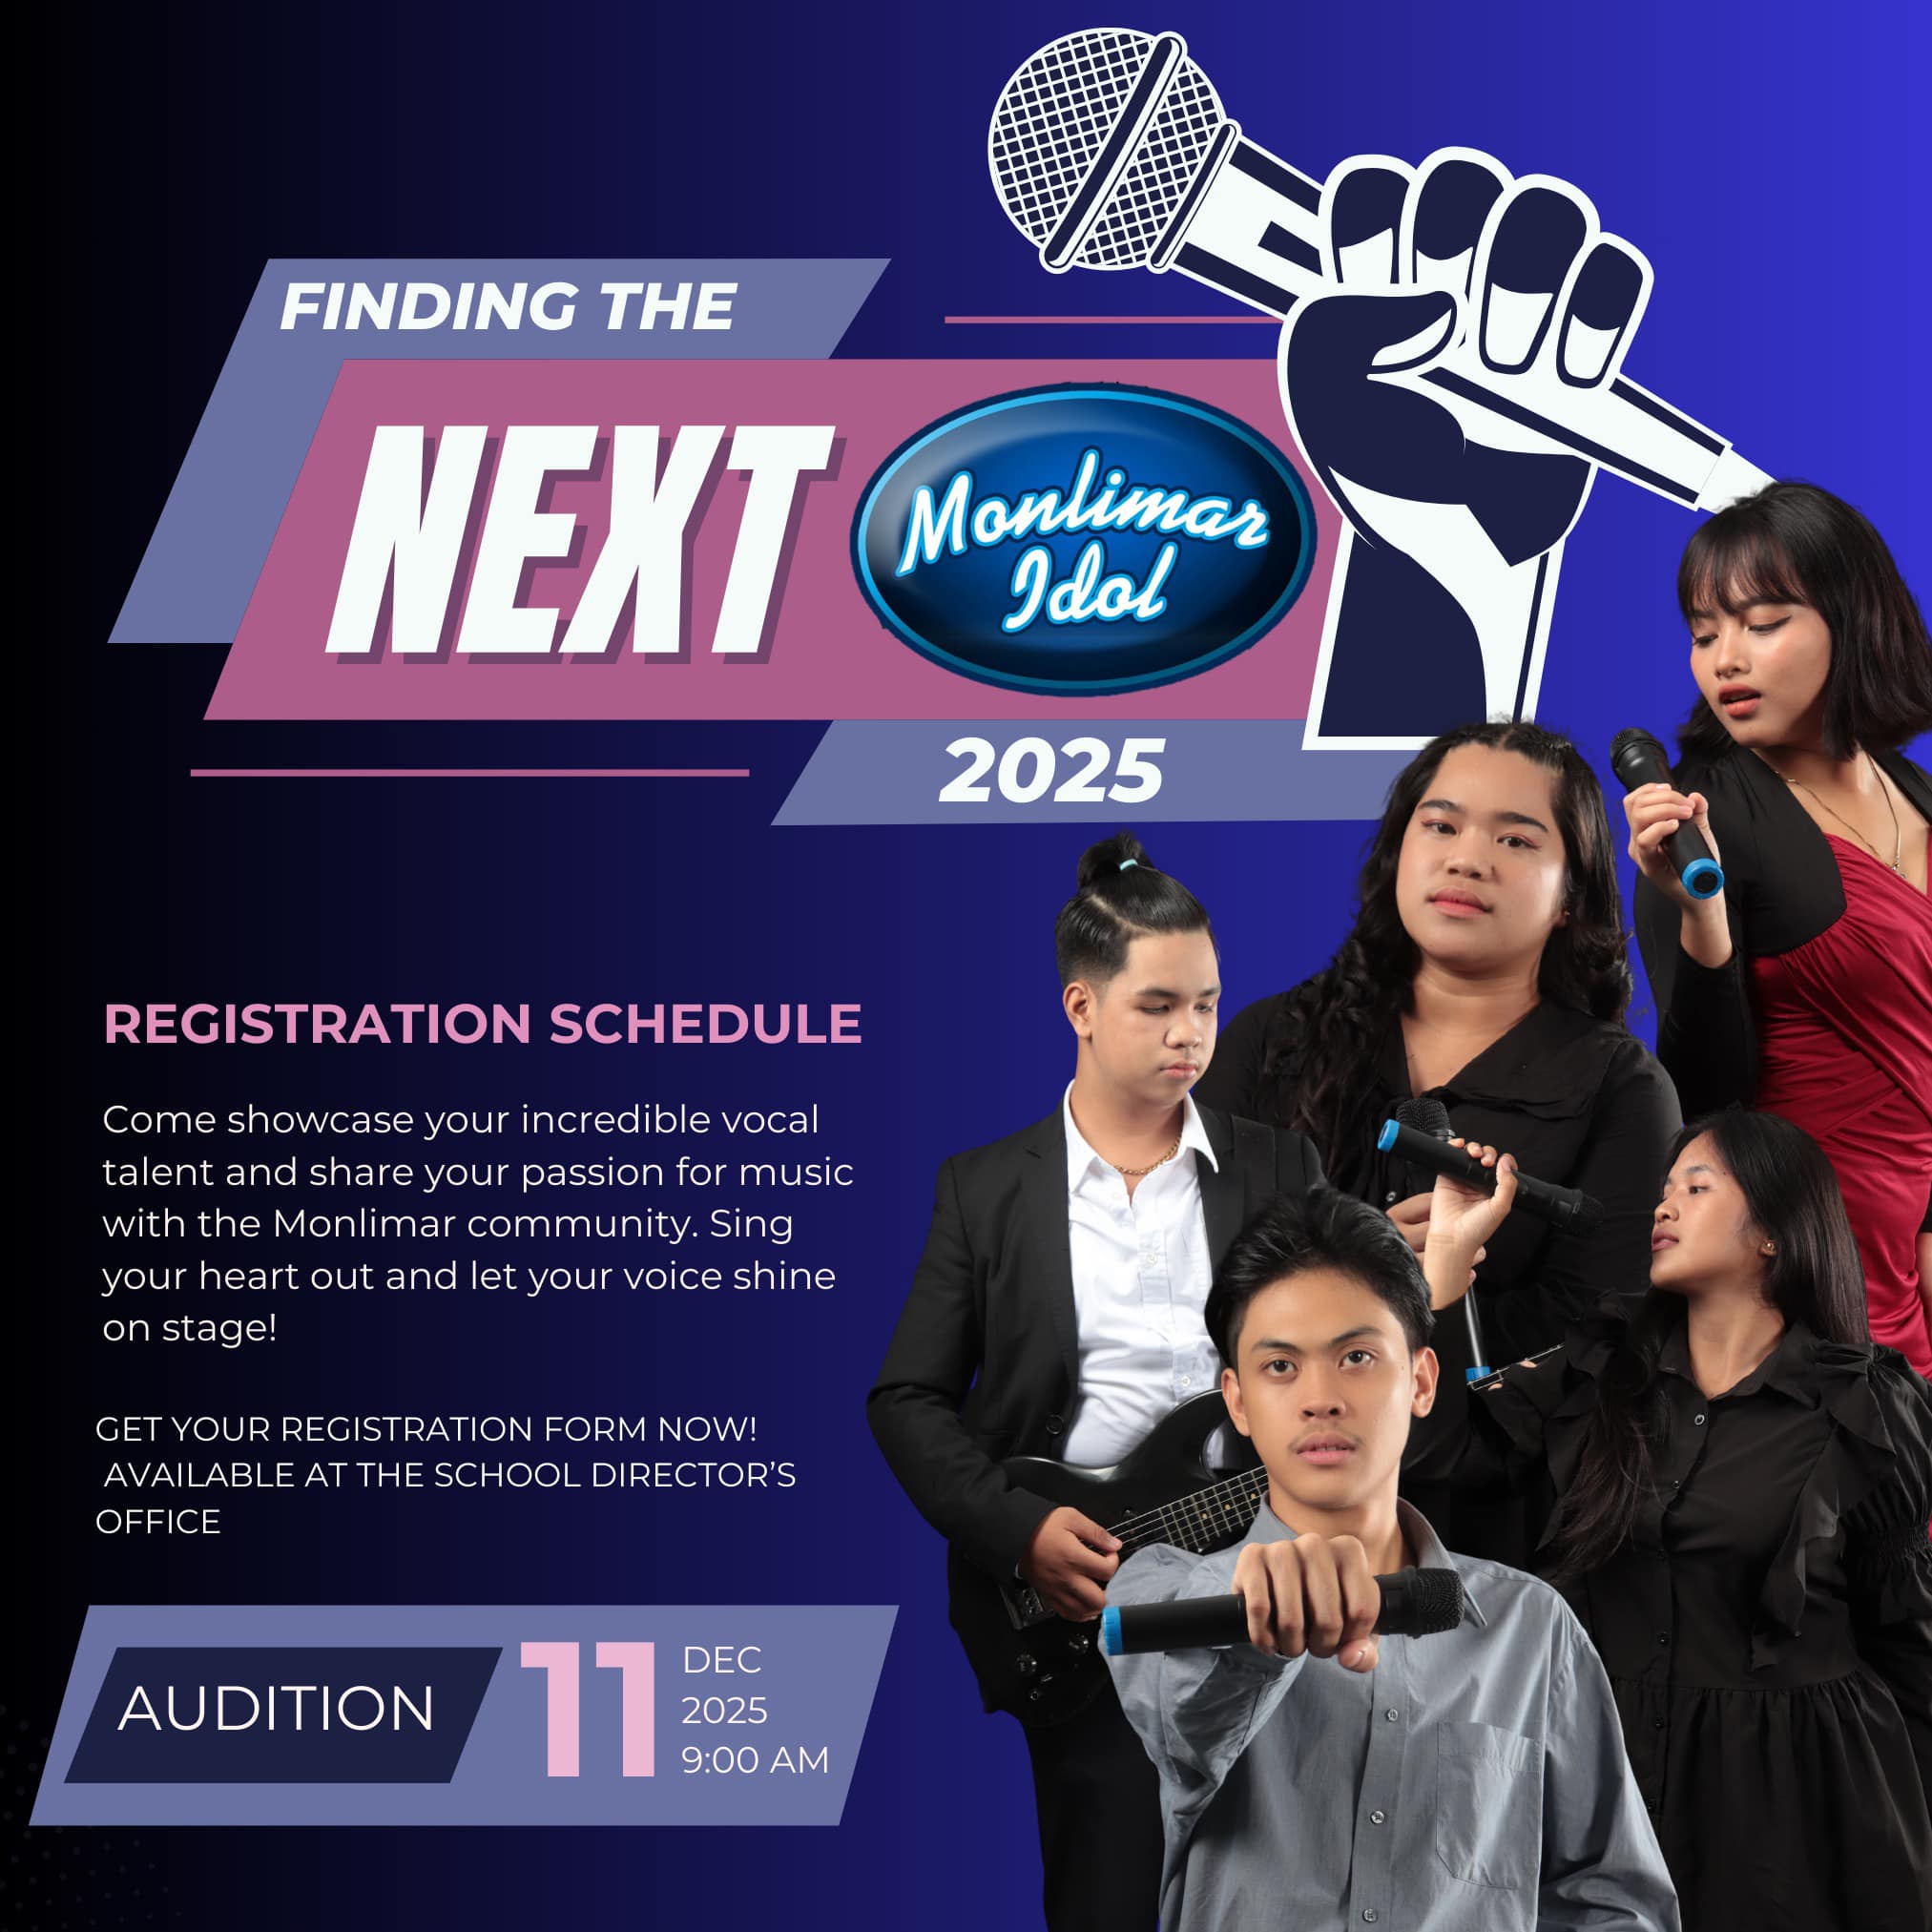 FINDING THE
NEXT
Monlimar
Idol
2025
REGISTRATION SCHEDULE
Come showcase your incredible vocal
talent and share your passion for music
with the Monlimar community. Sing
your heart out and let your voice shine
on stage!
GET YOUR REGISTRATION FORM NOW!
AVAILABLE AT THE SCHOOL DIRECTOR’S
OFFICE
AUDITION
11
DEC
2025
9:00 AM